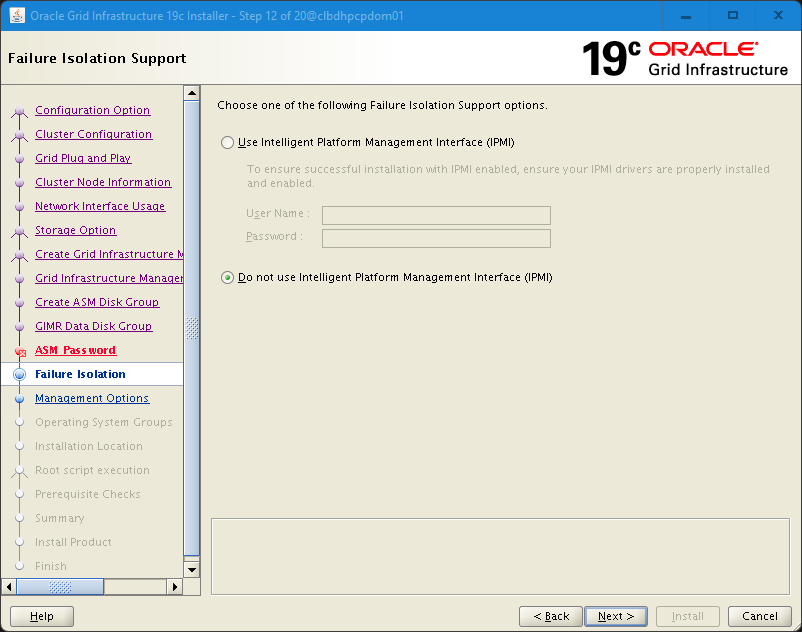 Oracle Grid Infrastructure 19c Installer - Step 12 of 20@clbdhpcpdom01
Failure Isolation Support
19c ORACLE
Grid Infrastructure
Configuration Option
Cluster Configuration
Grid Plug and Play
Cluster Node Information
Network Interface Usage
Storage Option
Create Grid Infrastructure M
Grid Infrastructure Manager
Create ASM Disk Group
GIMR Data Disk Group
ASM Password
Failure Isolation
Management Options
Operating System Groups
Installation Location
Root script execution
Prerequisite Checks
Summary
Install Product
Finish
Choose one of the following Failure Isolation Support options.
Use Intelligent Platform Management Interface (IPMI)
To ensure successful installation with IPMI enabled, ensure your IPMI drivers are properly installed
and enabled.
User Name :
Password :
Do not use Intelligent Platform Management Interface (IPMI)
Help
< Back
Next >
Install
Cancel